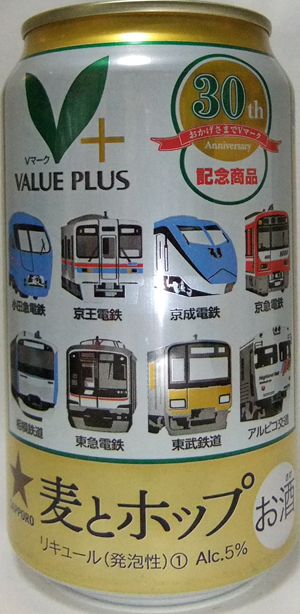 Vマーク
VALUE PLUS
30th
おかげさまでVマーク
Anniversary
記念商品
小田急電鉄
京王電鉄
京成電鉄
京急電鉄
相模鉄道
東急電鉄
東武鉄道
アルピコ交通
SAPPORO
麦とホップ
お酒
リキュール(発泡性)① Alc.5%